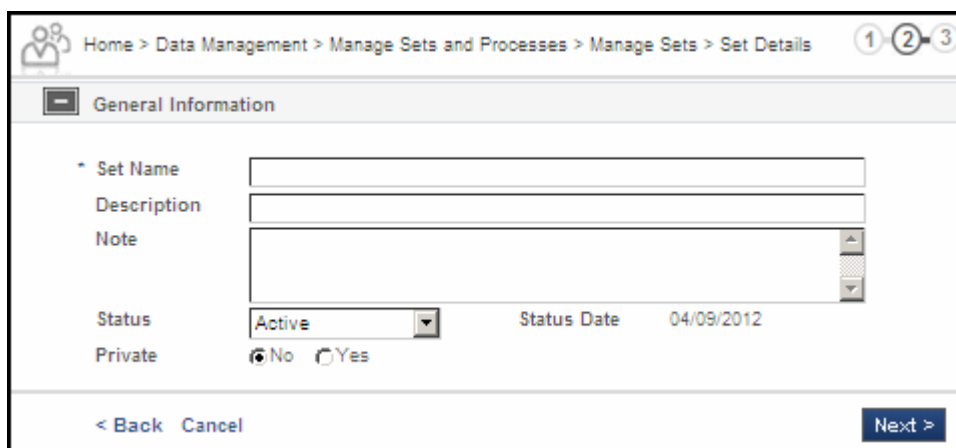 Home > Data Management > Manage Sets and Processes > Manage Sets > Set Details 1 2 3
General Information
* Set Name
Description
Note
Status Active Status Date 04/09/2012
Private No Yes
< Back Cancel Next >